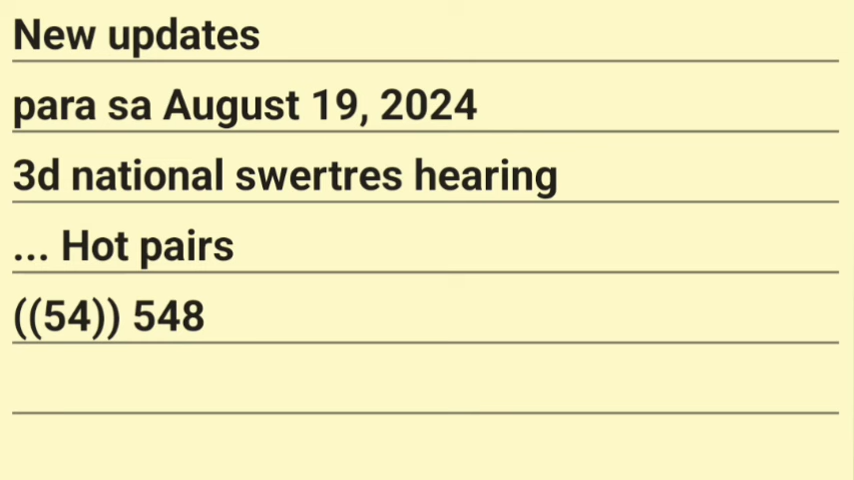 New updates
para sa August 19, 2024
3d national swertres hearing
... Hot pairs
((54)) 548